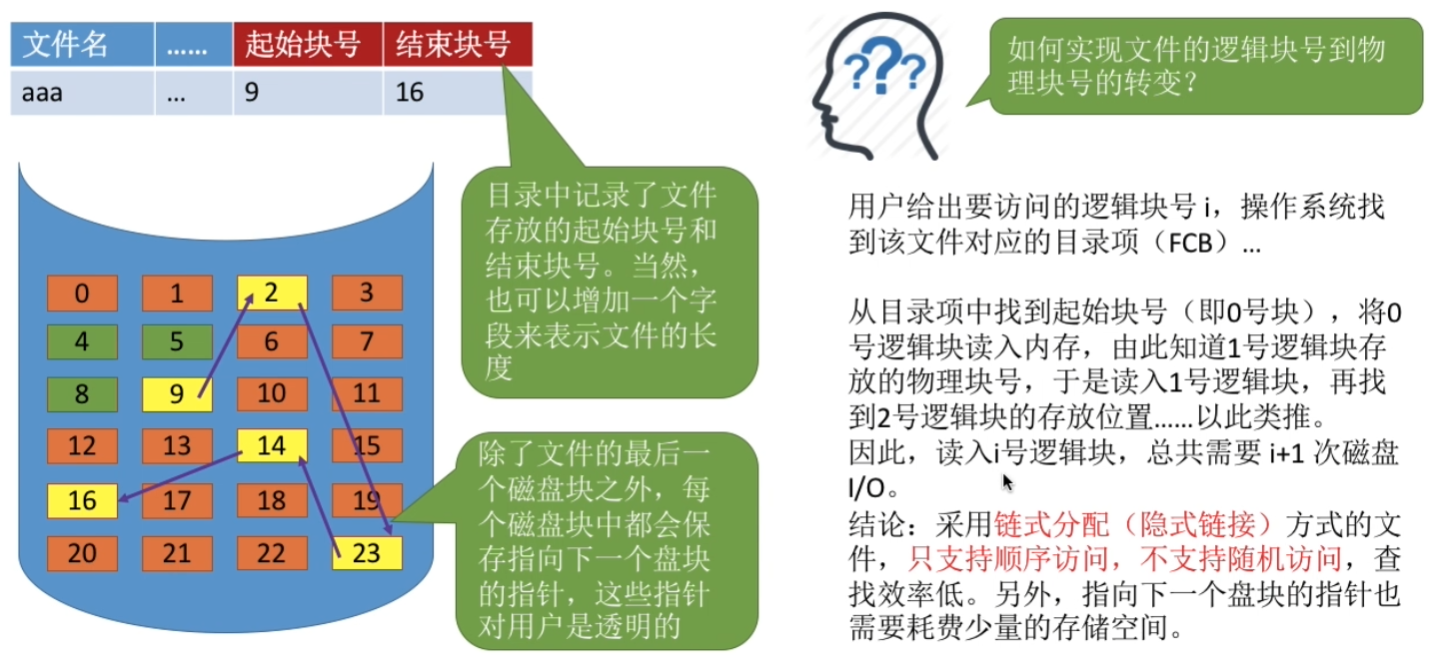 文件名 …… 起始块号 结束块号
aaa ... 9 16
目录中记录了文件
存放的起始块号和
结束块号。当然，
也可以增加一个字
段来表示文件的长
度
0 1 2 3
4 5 6 7
8 9 10 11
12 13 14 15
16 17 18 19
20 21 22 23
除了文件的最后一
个磁盘块之外，每
个磁盘块中都会保
存指向下一个盘块
的指针，这些指针
对用户是透明的
???
如何实现文件的逻辑块号到物
理块号的转变？
用户给出要访问的逻辑块号 i，操作系统找
到该文件对应的目录项（FCB）...
从目录项中找到起始块号（即0号块），将0
号逻辑块读入内存，由此知道1号逻辑块存
放的物理块号，于是读入1号逻辑块，再找
到2号逻辑块的存放位置……以此类推。
因此，读入i号逻辑块，总共需要 i+1 次磁盘
I/O。
结论：采用链式分配（隐式链接）方式的文
件，只支持顺序访问，不支持随机访问，查
找效率低。另外，指向下一个盘块的指针也
需要耗费少量的存储空间。